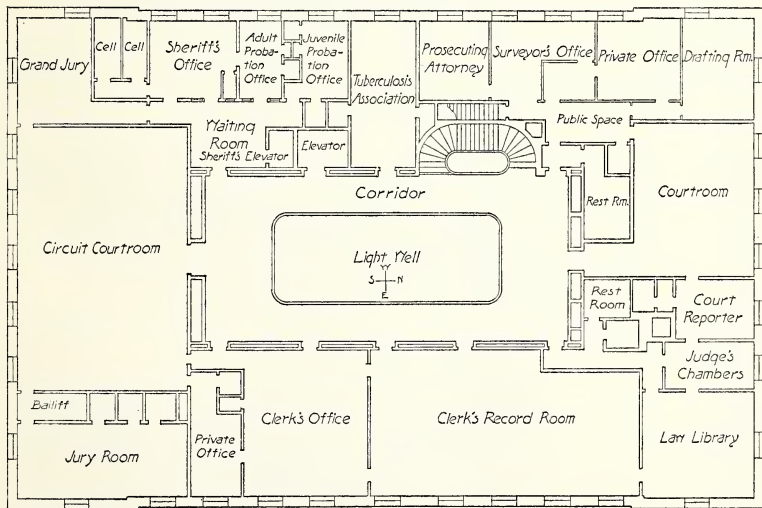 Grand Jury
Cell
Cell
Sheriff's
Office
Adult
Proba-
tion
Office
Juvenile
Proba-
tion
Office
Tuberculosis
Association
Prosecuting
Attorney
Surveyor's Office
Private Office
Drafting Rm.
Waiting
Room
Sheriff's Elevator
Elevator
Public Space
Corridor
Rest Rm.
Courtroom
Circuit Courtroom
Light Well
W
S N
E
Rest
Room
Court
Reporter
Judge's
Chambers
Bailiff
Jury Room
Private
Office
Clerk's Office
Clerk's Record Room
Law Library